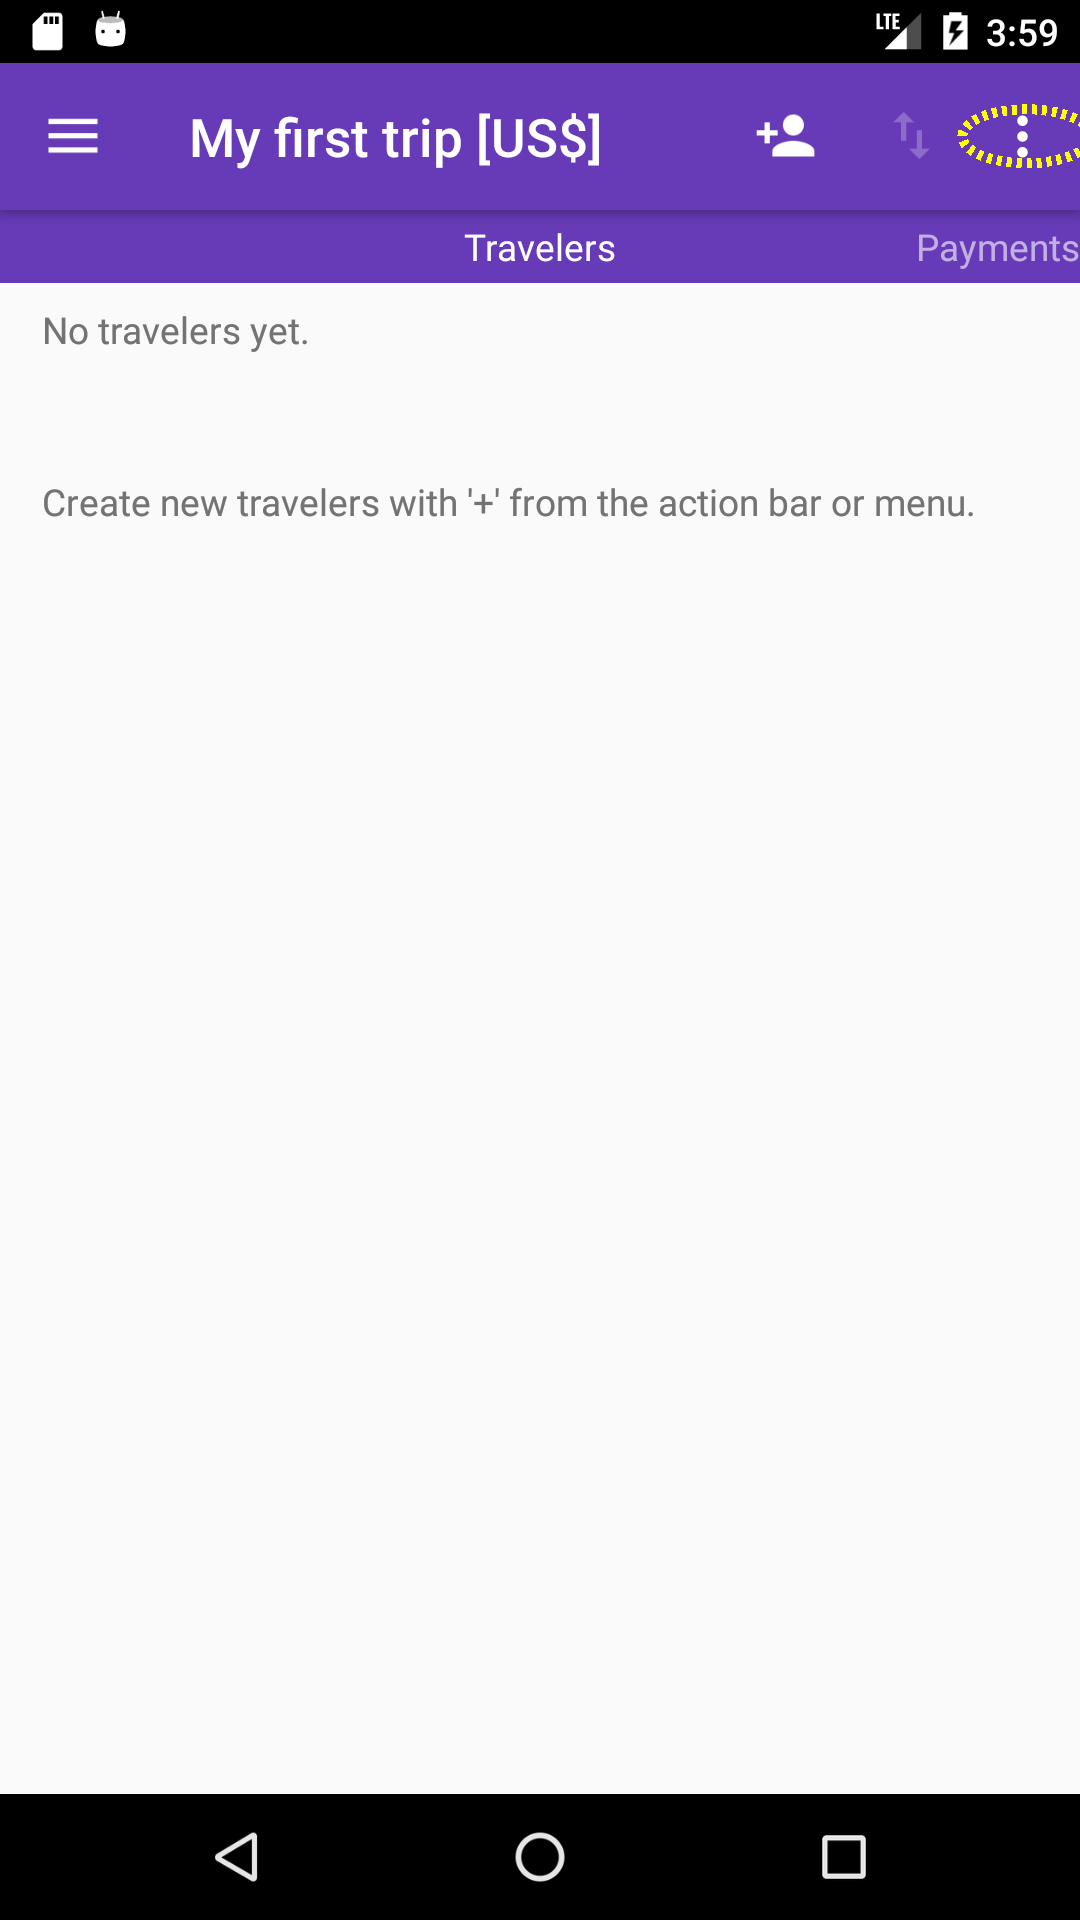 LTE 3:59
My first trip [US$]
Travelers Payments
No travelers yet.
Create new travelers with '+' from the action bar or menu.